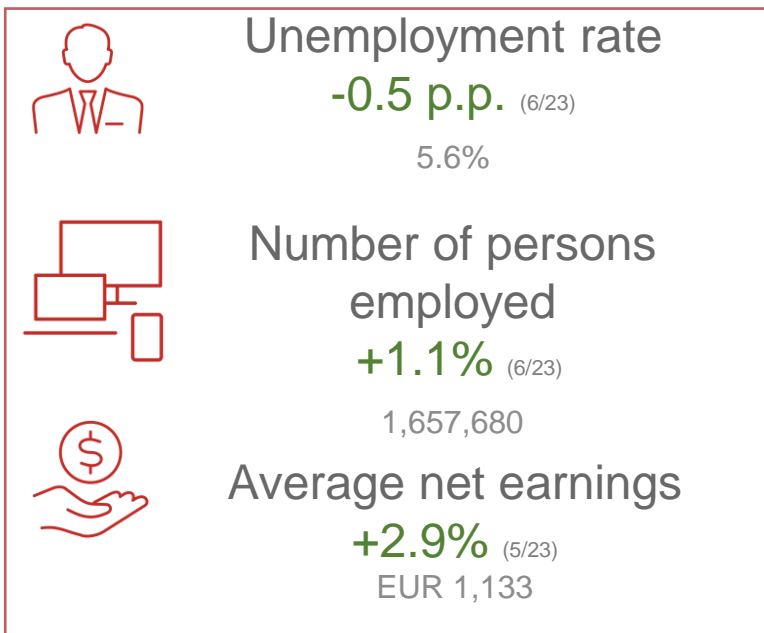 Unemployment rate
-0.5 p.p. (6/23)
5.6%
Number of persons
employed
+1.1% (6/23)
1,657,680
$
Average net earnings
+2.9% (5/23)
EUR 1,133